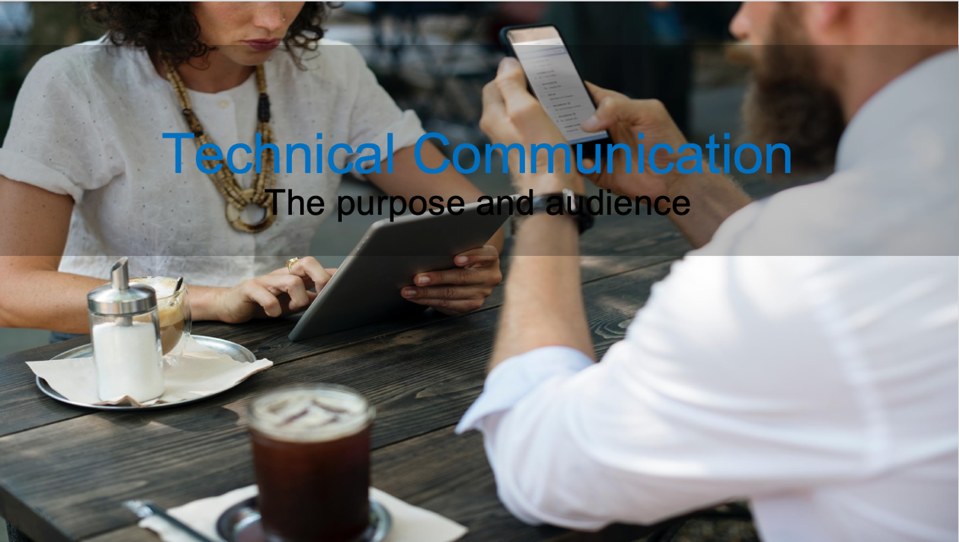 Technical Communication
The purpose and audience